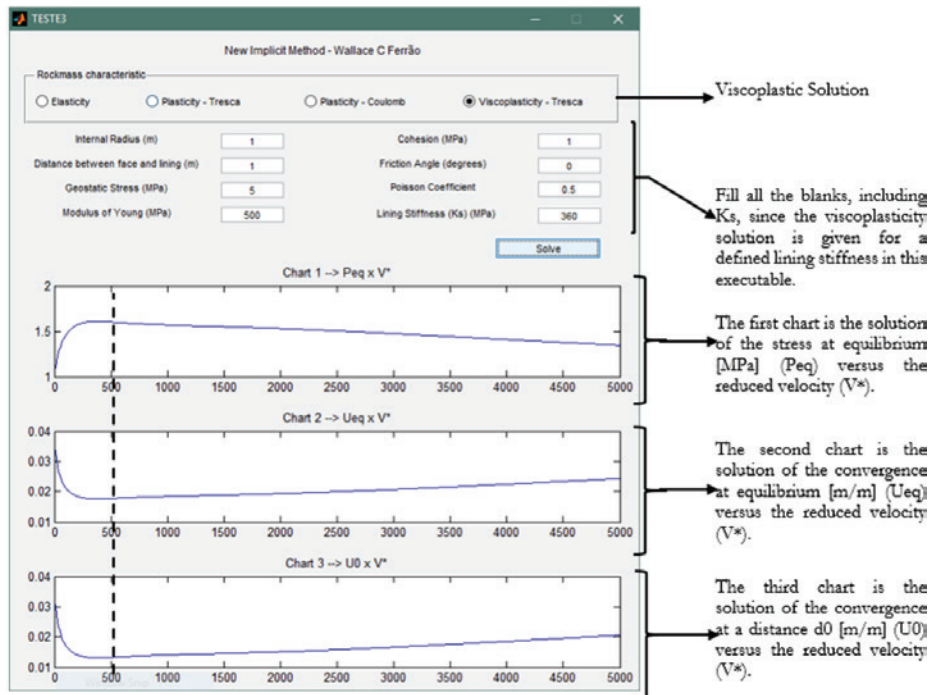 TESTE3
New Implicit Method - Wallace C Ferrão
Rockmass characteristic
Elasticity
Plasticity - Tresca
Plasticity - Coulomb
Viscoplasticity - Tresca
Internal Radius (m) 1
Cohesion (MPa) 1
Distance between face and lining (m) 1
Friction Angle (degrees) 0
Geostatic Stress (MPa) 5
Poisson Coefficient 0.5
Modulus of Young (MPa) 500
Lining Stiffness (Ks) (MPa) 360
Solve
Chart 1 --> Peq x V*
2
1.5
1
0 500 1000 1500 2000 2500 3000 3500 4000 4500 5000
Chart 2 --> Ueq x V*
0.04
0.03
0.02
0.01
0 500 1000 1500 2000 2500 3000 3500 4000 4500 5000
Chart 3 --> U0 x V*
0.04
0.03
0.02
0.01
0 500 1000 1500 2000 2500 3000 3500 4000 4500 5000
Viscoplastic Solution
Fill all the blanks, including
Ks, since the viscoplasticity
solution is given for a
defined lining stiffness in this
executable.
The first chart is the solution
of the stress at equilibrium
[MPa] (Peq) versus the
reduced velocity (V*).
The second chart is the
solution of the convergence
at equilibrium [m/m] (Ueq)
versus the reduced velocity
(V*).
The third chart is the
solution of the convergence
at a distance d0 [m/m] (U0)
versus the reduced velocity
(V*).